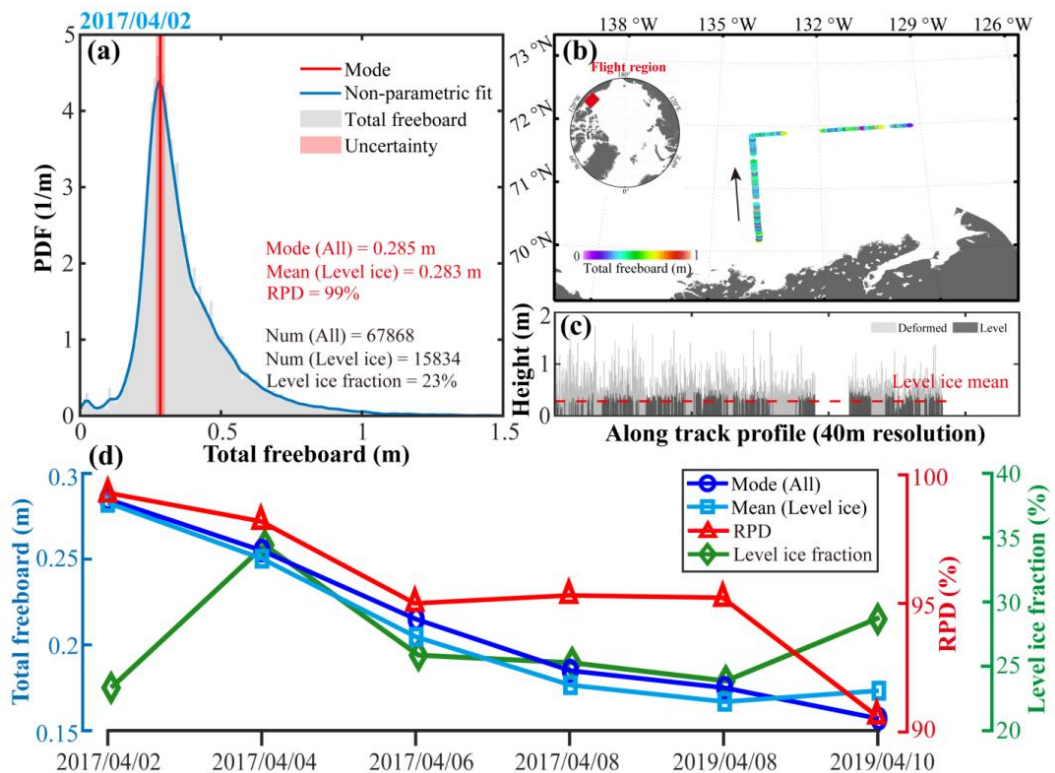 2017/04/02
(a)
5
4
3
2
1
0
PDF (1/m)
Mode
Non-parametric fit
Total freeboard
Uncertainty
Mode (All) = 0.285 m
Mean (Level ice) = 0.283 m
RPD = 99%
Num (All) = 67868
Num (Level ice) = 15834
Level ice fraction = 23%
0 0.5 1 1.5
Total freeboard (m)
138 °W 135 °W 132 °W 129 °W 126 °W
(b)
73 °N
72 °N
71 °N
70 °N
Flight region
180°
0°
0 1
Total freeboard (m)
(c)
2
1
0
Height (m)
Deformed Level
Level ice mean
Along track profile (40m resolution)
(d)
0.3
0.25
0.2
0.15
Total freeboard (m)
Mode (All)
Mean (Level ice)
RPD
Level ice fraction
100
95
90
RPD (%)
40
35
30
25
20
Level ice fraction (%)
2017/04/02 2017/04/04 2017/04/06 2017/04/08 2019/04/08 2019/04/10